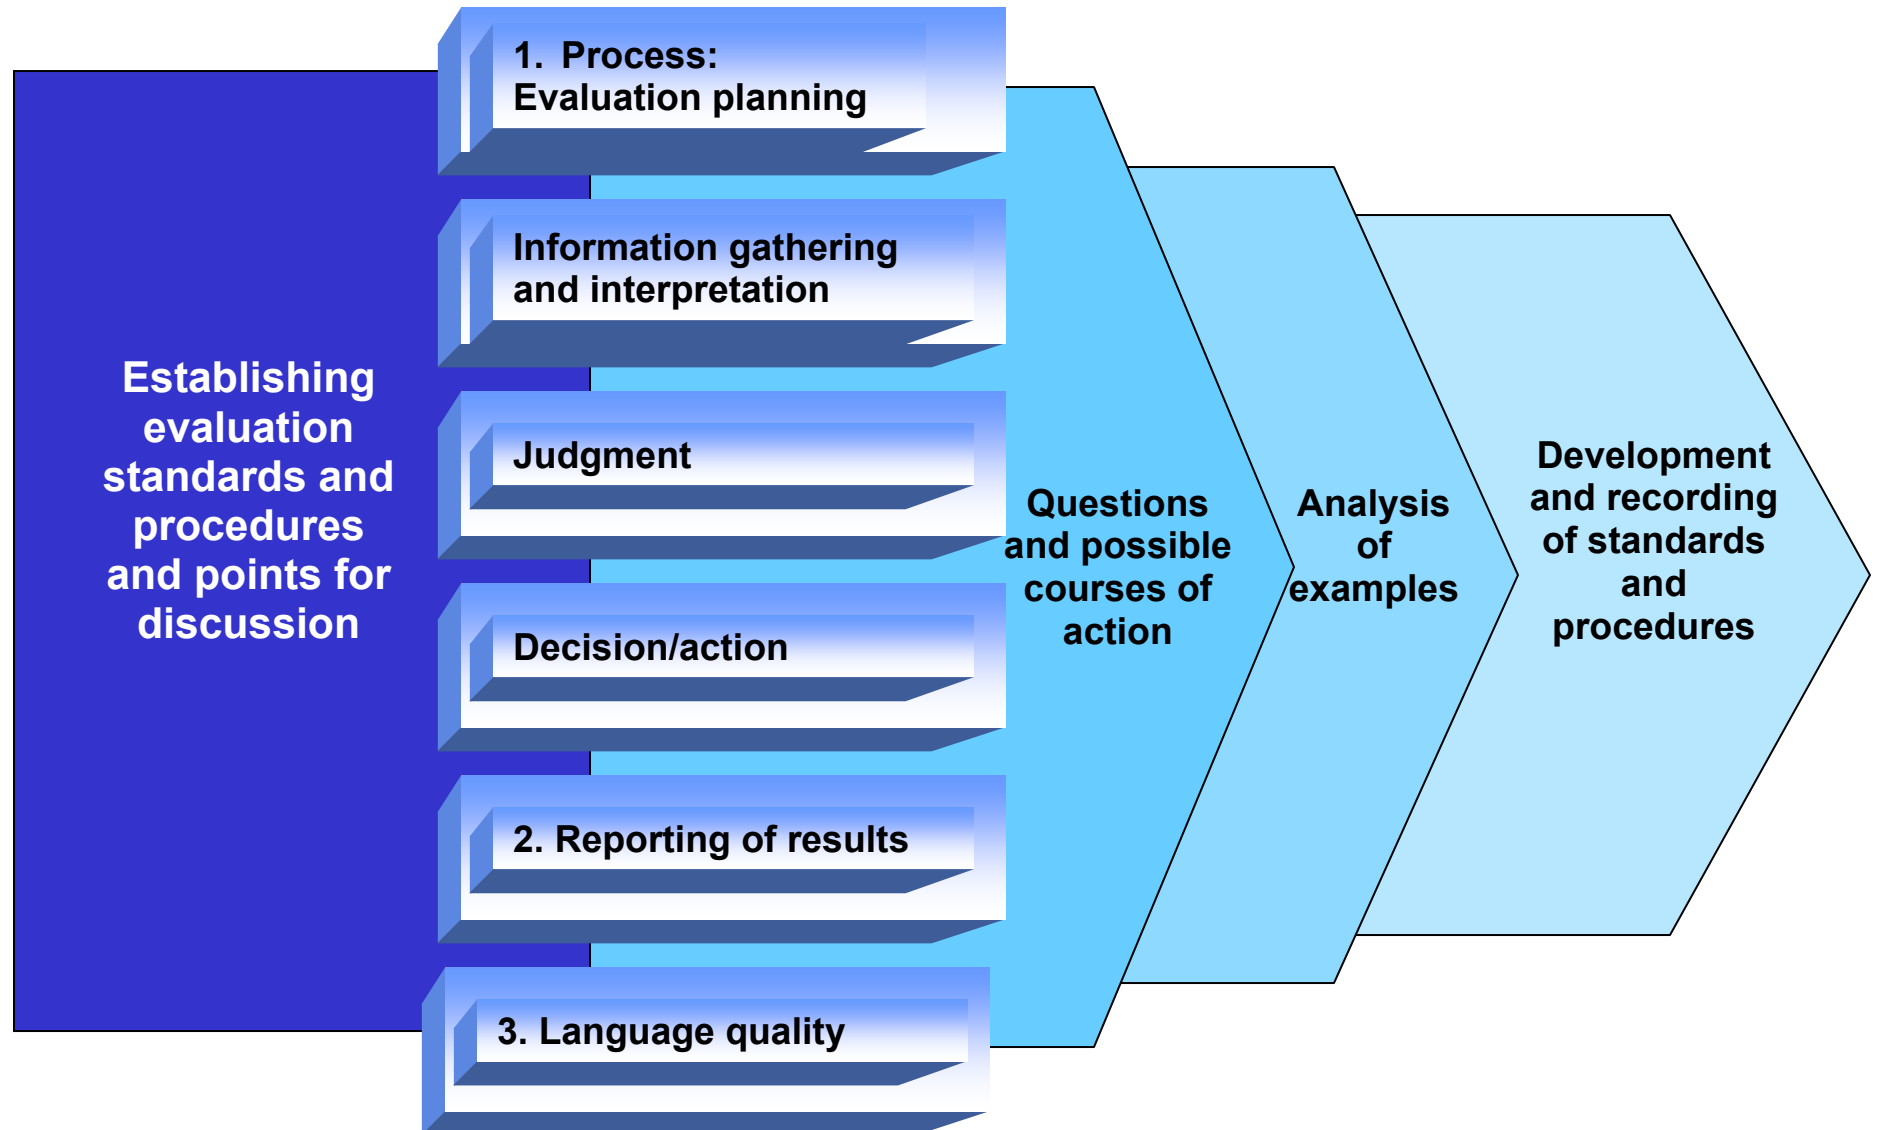 Establishing
evaluation
standards and
procedures
and points for
discussion
1. Process:
Evaluation planning
Information gathering
and interpretation
Judgment
Decision/action
2. Reporting of results
3. Language quality
Questions
and possible
courses of
action
Analysis
of
examples
Development
and recording
of standards
and
procedures